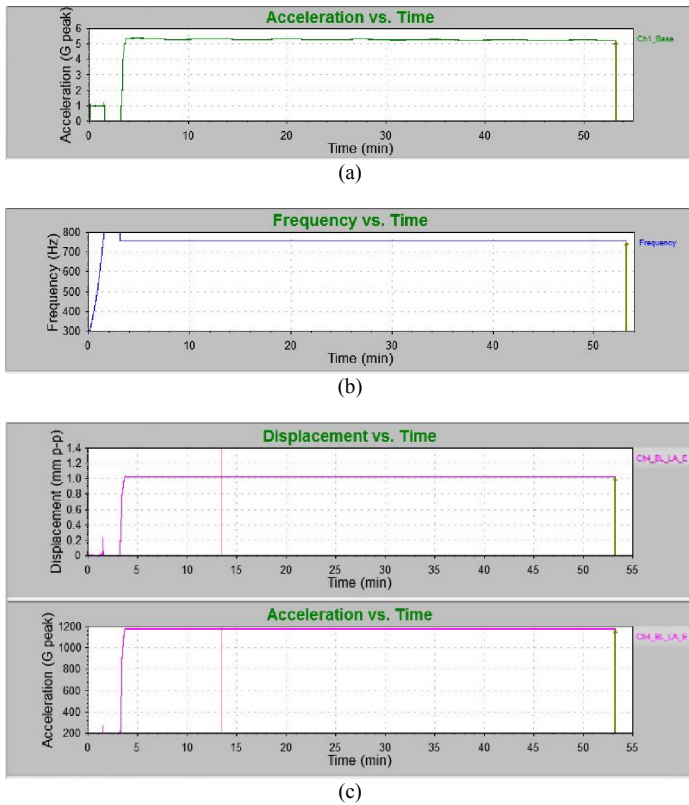 Acceleration vs. Time
Acceleration (G peak)
6
5
4
3
2
1
0
0 10 20 30 40 50
Time (min)
Ch1_Base
(a)
Frequency vs. Time
Frequency (Hz)
800
700
600
500
400
300
0 10 20 30 40 50
Time (min)
Frequency
(b)
Displacement vs. Time
Displacement (mm p-p)
1.4
1.2
1.0
0.8
0.6
0.4
0.2
0
0 5 10 15 20 25 30 35 40 45 50 55
Time (min)
Ch4_BL_LA_E
Acceleration vs. Time
Acceleration (G peak)
1200
1000
800
600
400
200
0 5 10 15 20 25 30 35 40 45 50 55
Time (min)
Ch4_BL_LA_E
(c)